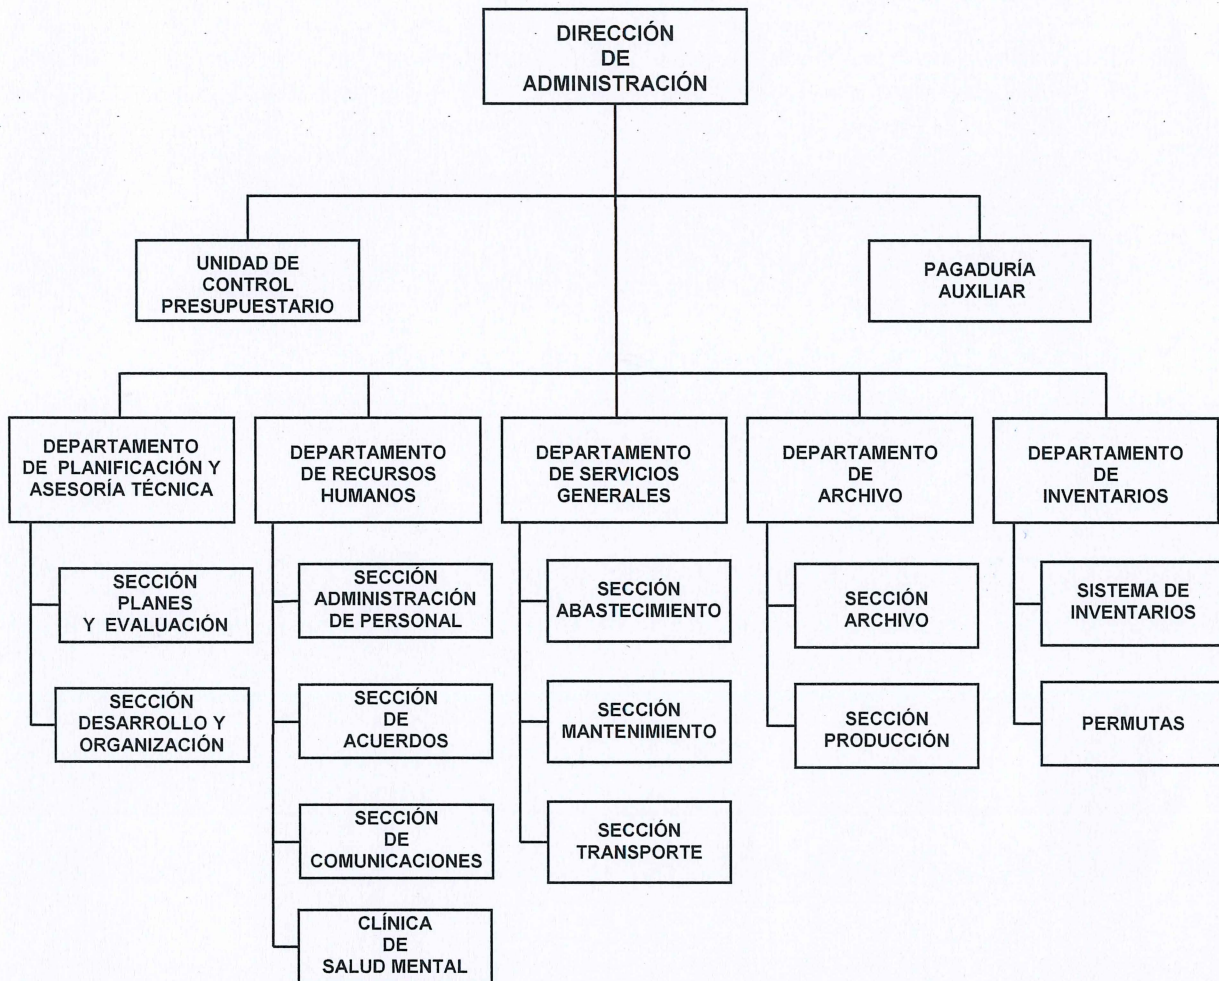 DIRECCIÓN
DE
ADMINISTRACIÓN
UNIDAD DE
CONTROL
PRESUPUESTARIO
PAGADURÍA
AUXILIAR
DEPARTAMENTO
DE PLANIFICACIÓN Y
ASESORÍA TÉCNICA
DEPARTAMENTO
DE RECURSOS
HUMANOS
DEPARTAMENTO
DE SERVICIOS
GENERALES
DEPARTAMENTO
DE
ARCHIVO
DEPARTAMENTO
DE
INVENTARIOS
SECCIÓN
PLANES
Y EVALUACIÓN
SECCIÓN
DESARROLLO Y
ORGANIZACIÓN
SECCIÓN
ADMINISTRACIÓN
DE PERSONAL
SECCIÓN
DE
ACUERDOS
SECCIÓN
DE
COMUNICACIONES
CLÍNICA
DE
SALUD MENTAL
SECCIÓN
ABASTECIMIENTO
SECCIÓN
MANTENIMIENTO
SECCIÓN
TRANSPORTE
SECCIÓN
ARCHIVO
SECCIÓN
PRODUCCIÓN
SISTEMA DE
INVENTARIOS
PERMUTAS